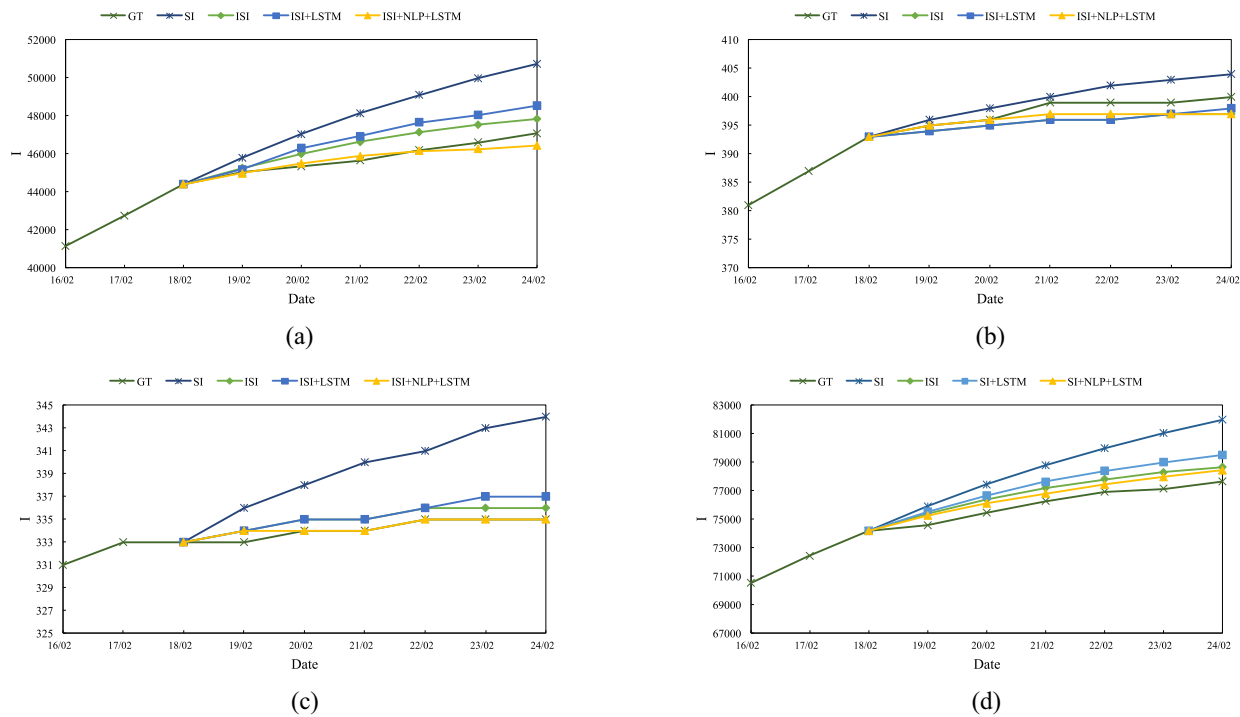 GT SI ISI ISI+LSTM ISI+NLP+LSTM
52000
50000
48000
46000
44000
42000
40000
I
16/02 17/02 18/02 19/02 20/02 21/02 22/02 23/02 24/02
Date
(a)
GT SI ISI ISI+LSTM ISI+NLP+LSTM
410
405
400
395
390
385
380
375
370
I
16/02 17/02 18/02 19/02 20/02 21/02 22/02 23/02 24/02
Date
(b)
GT SI ISI ISI+LSTM ISI+NLP+LSTM
345
343
341
339
337
335
333
331
329
327
325
I
16/02 17/02 18/02 19/02 20/02 21/02 22/02 23/02 24/02
Date
(c)
GT SI ISI SI+LSTM SI+NLP+LSTM
83000
81000
79000
77000
75000
73000
71000
69000
67000
I
16/02 17/02 18/02 19/02 20/02 21/02 22/02 23/02 24/02
Date
(d)